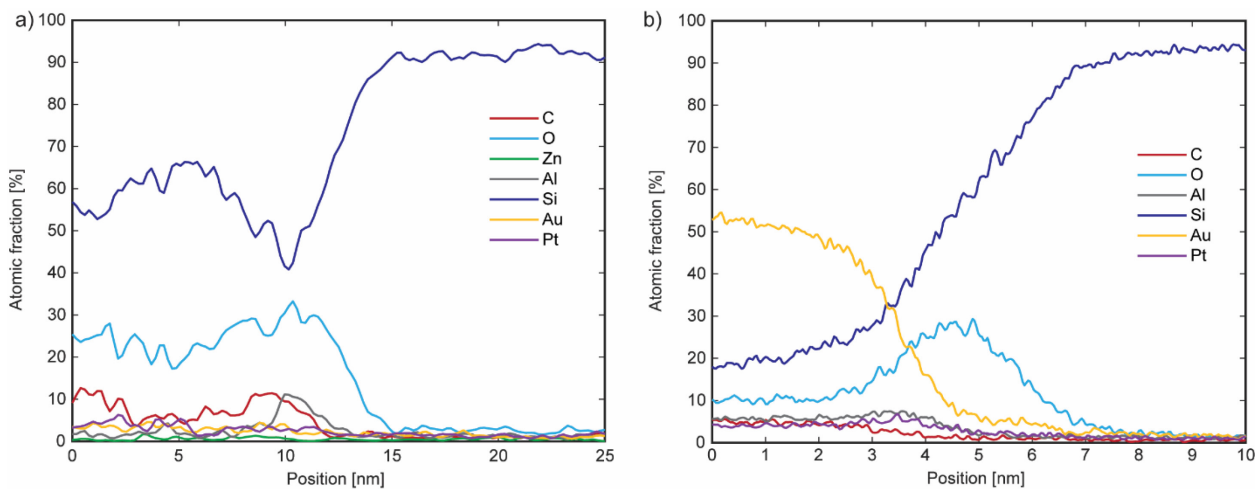 a)
100
90
80
70
60
50
40
30
20
10
0
Atomic fraction [%]
C
O
Zn
Al
Si
Au
Pt
0 5 10 15 20 25
Position [nm]
b)
100
90
80
70
60
50
40
30
20
10
0
Atomic fraction [%]
C
O
Al
Si
Au
Pt
0 1 2 3 4 5 6 7 8 9 10
Position [nm]